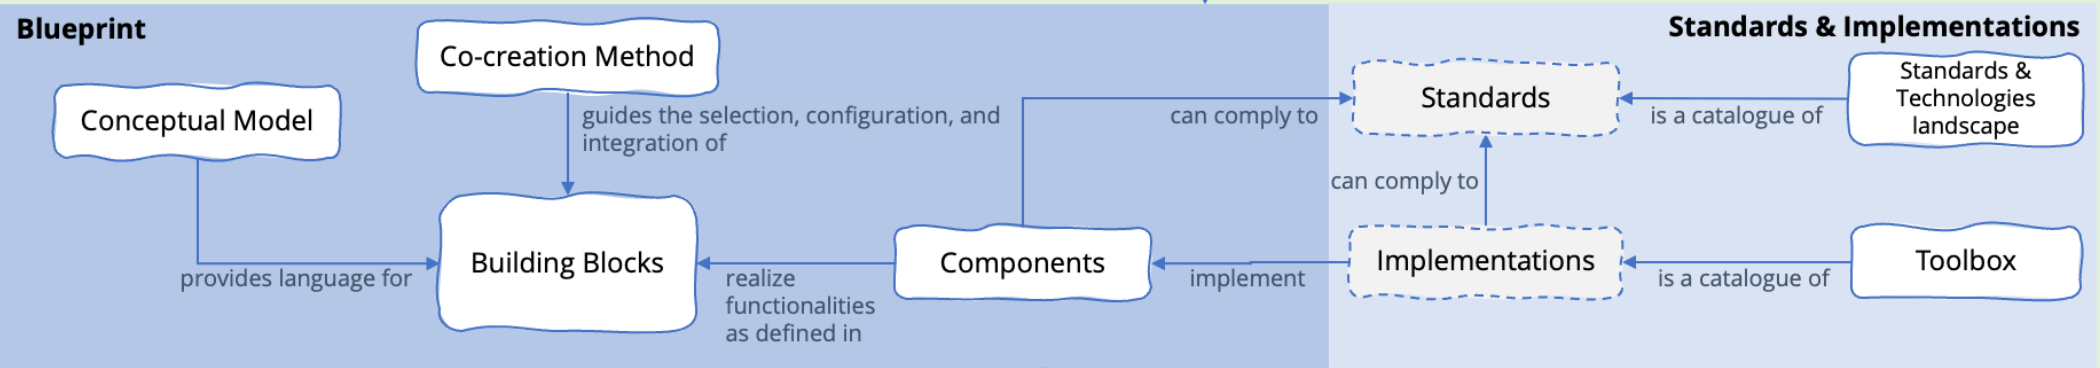 Blueprint
Standards & Implementations
Co-creation Method
Conceptual Model
guides the selection, configuration, and
integration of
can comply to
Standards
is a catalogue of
Standards &
Technologies
landscape
can comply to
provides language for
Building Blocks
realize
functionalities
as defined in
Components
implement
Implementations
is a catalogue of
Toolbox